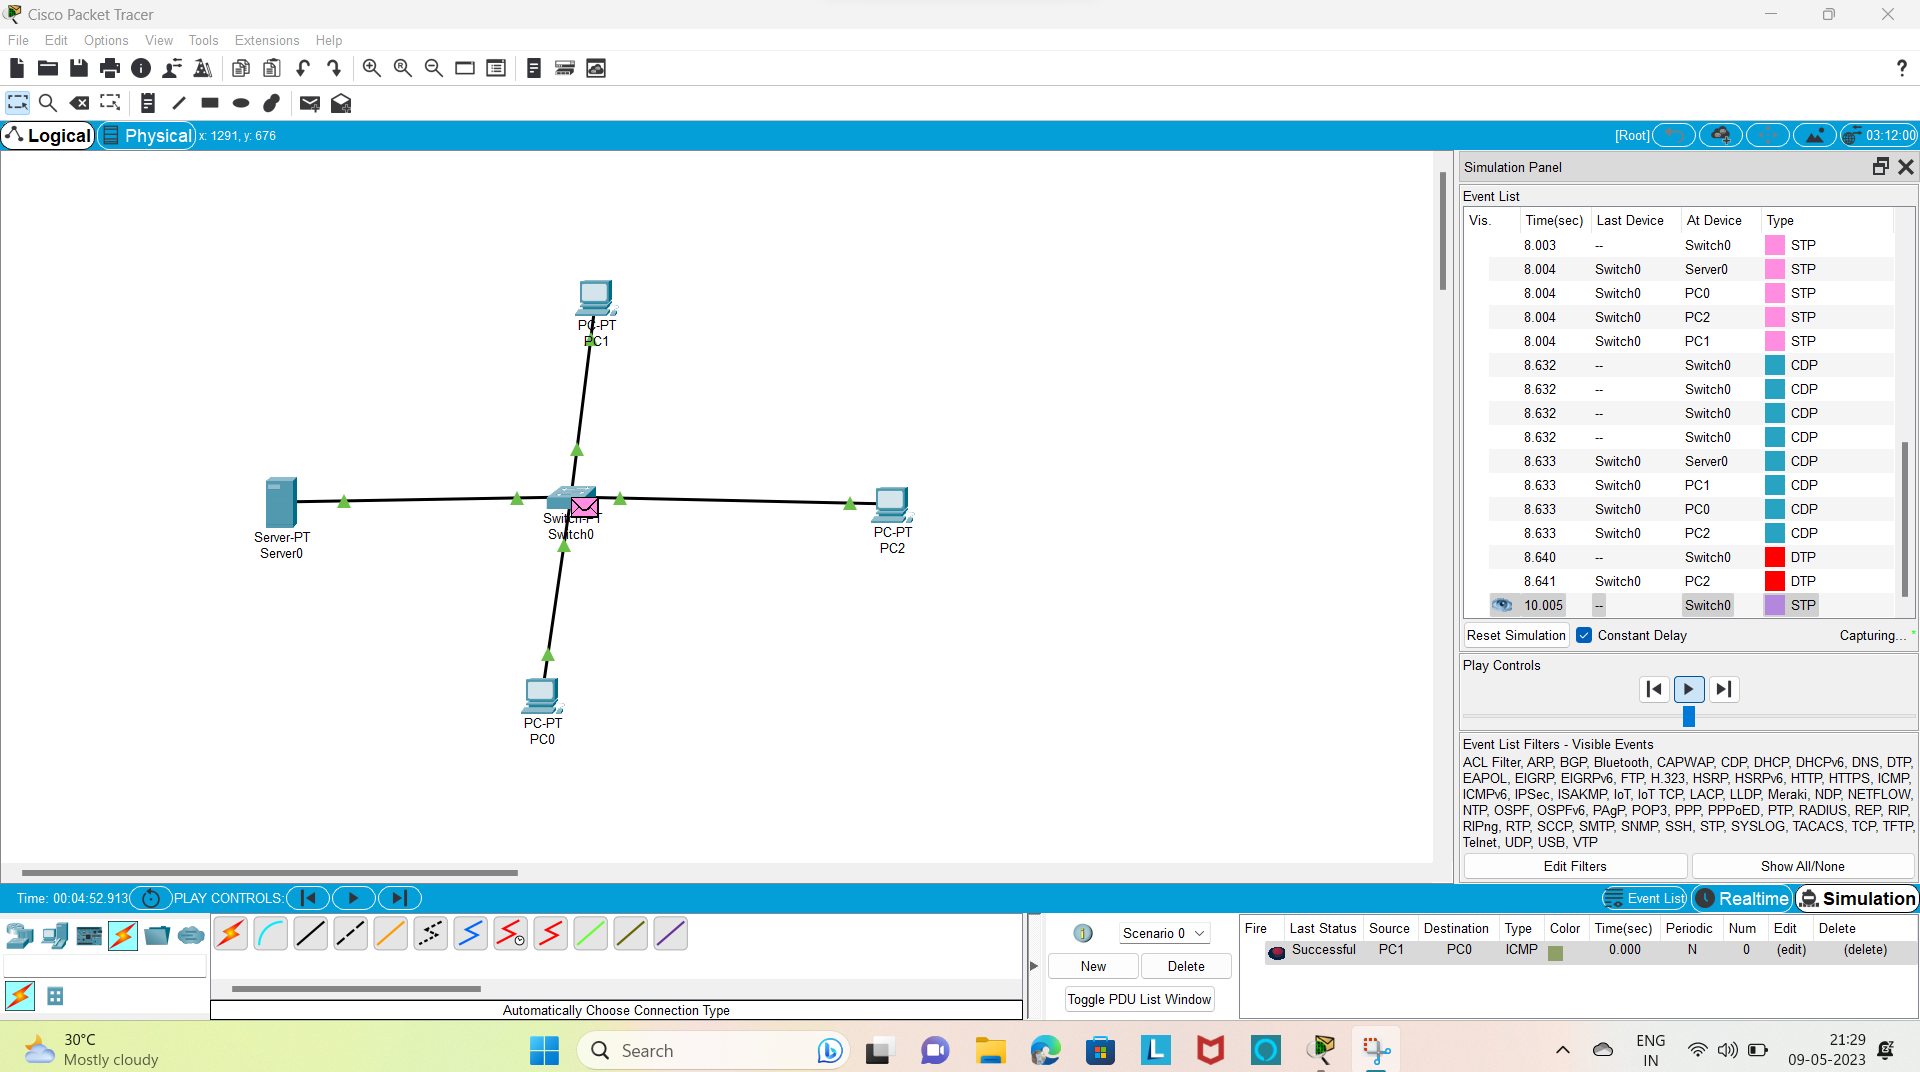 Cisco Packet Tracer
File Edit Options View Tools Extensions Help
?
Logical Physical x: 1291, y: 676 [Root] 03:12:00
Simulation Panel
Event List
Vis. Time(sec) Last Device At Device Type
8.003 -- Switch0 STP
8.004 Switch0 Server0 STP
8.004 Switch0 PC0 STP
8.004 Switch0 PC2 STP
8.004 Switch0 PC1 STP
8.632 -- Switch0 CDP
8.632 -- Switch0 CDP
8.632 -- Switch0 CDP
8.632 -- Switch0 CDP
8.633 Switch0 Server0 CDP
8.633 Switch0 PC1 CDP
8.633 Switch0 PC0 CDP
8.633 Switch0 PC2 CDP
8.640 -- Switch0 DTP
8.641 Switch0 PC2 DTP
10.005 -- Switch0 STP
Reset Simulation Constant Delay Capturing... *
Play Controls
Event List Filters - Visible Events
ACL Filter, ARP, BGP, Bluetooth, CAPWAP, CDP, DHCP, DHCPv6, DNS, DTP,
EAPOL, EIGRP, EIGRPv6, FTP, H.323, HSRP, HSRPv6, HTTP, HTTPS, ICMP,
ICMPv6, IPSec, ISAKMP, IoT, IoT TCP, LACP, LLDP, Meraki, NDP, NETFLOW,
NTP, OSPF, OSPFv6, PAgP, POP3, PPP, PPPoED, PTP, RADIUS, REP, RIP,
RIPng, RTP, SCCP, SMTP, SNMP, SSH, STP, SYSLOG, TACACS, TCP, TFTP,
Telnet, UDP, USB, VTP
Edit Filters Show All/None
PC-PT
PC1
Server-PT
Server0
Switch-PT
Switch0
PC-PT
PC2
PC-PT
PC0
Time: 00:04:52.913 PLAY CONTROLS: Event List Realtime Simulation
Automatically Choose Connection Type
1 Scenario 0
New Delete
Toggle PDU List Window
Fire Last Status Source Destination Type Color Time(sec) Periodic Num Edit Delete
Successful PC1 PC0 ICMP 0.000 N 0 (edit) (delete)
30°C
Mostly cloudy
Search
L
ENG
IN
21:29
09-05-2023